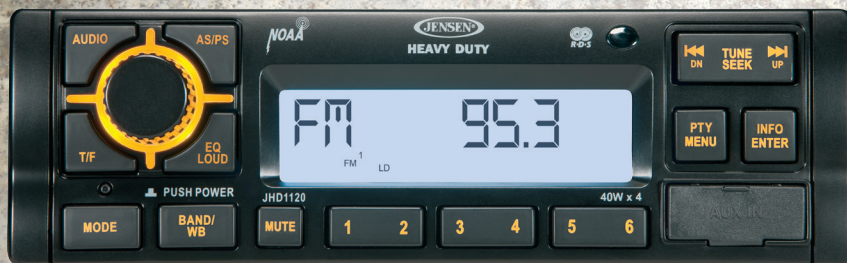 AUDIO
AS/PS
T/F
EQ
LOUD
PUSH POWER
MODE
BAND/
WB
NOAA
JENSEN®
HEAVY DUTY
R•D•S
FM 95.3
FM 1
LD
JHD1120
40W x 4
MUTE
1 2 3 4 5 6
TUNE
SEEK
DN
UP
PTY
MENU
INFO
ENTER
AUX IN